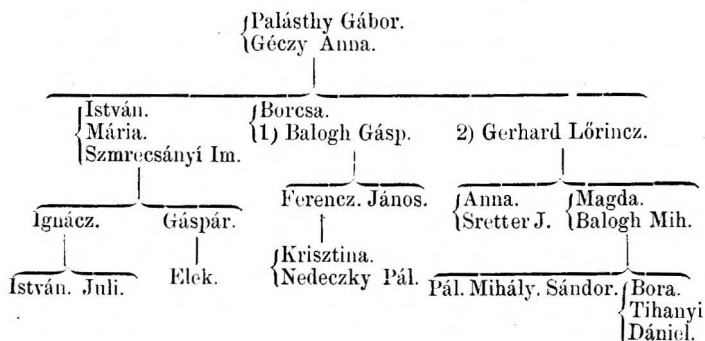 Palásthy Gábor.
Géczy Anna.
István.
Mária.
Szmrecsányi Im.
Borcsa.
1) Balogh Gásp.
2) Gerhard Lőrincz.
Ignácz. Gáspár.
Ferencz. János.
Anna.
Sretter J.
Magda.
Balogh Mih.
István. Juli.
Elek.
Krisztina.
Nedeczky Pál.
Pál. Mihály. Sándor.
Bora.
Tihanyi
Dániel.